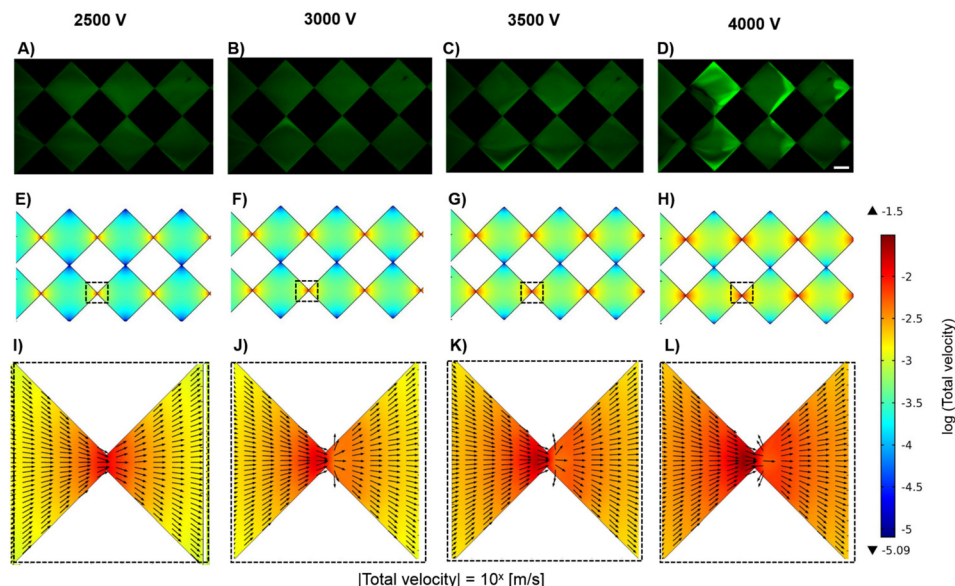 2500 V
3000 V
3500 V
4000 V
A)
B)
C)
D)
E)
F)
G)
H)
-1.5
-2
-2.5
-3
-3.5
-4
-4.5
-5
-5.09
log (Total velocity)
I)
J)
K)
L)
|Total velocity| = 10ˣ [m/s]